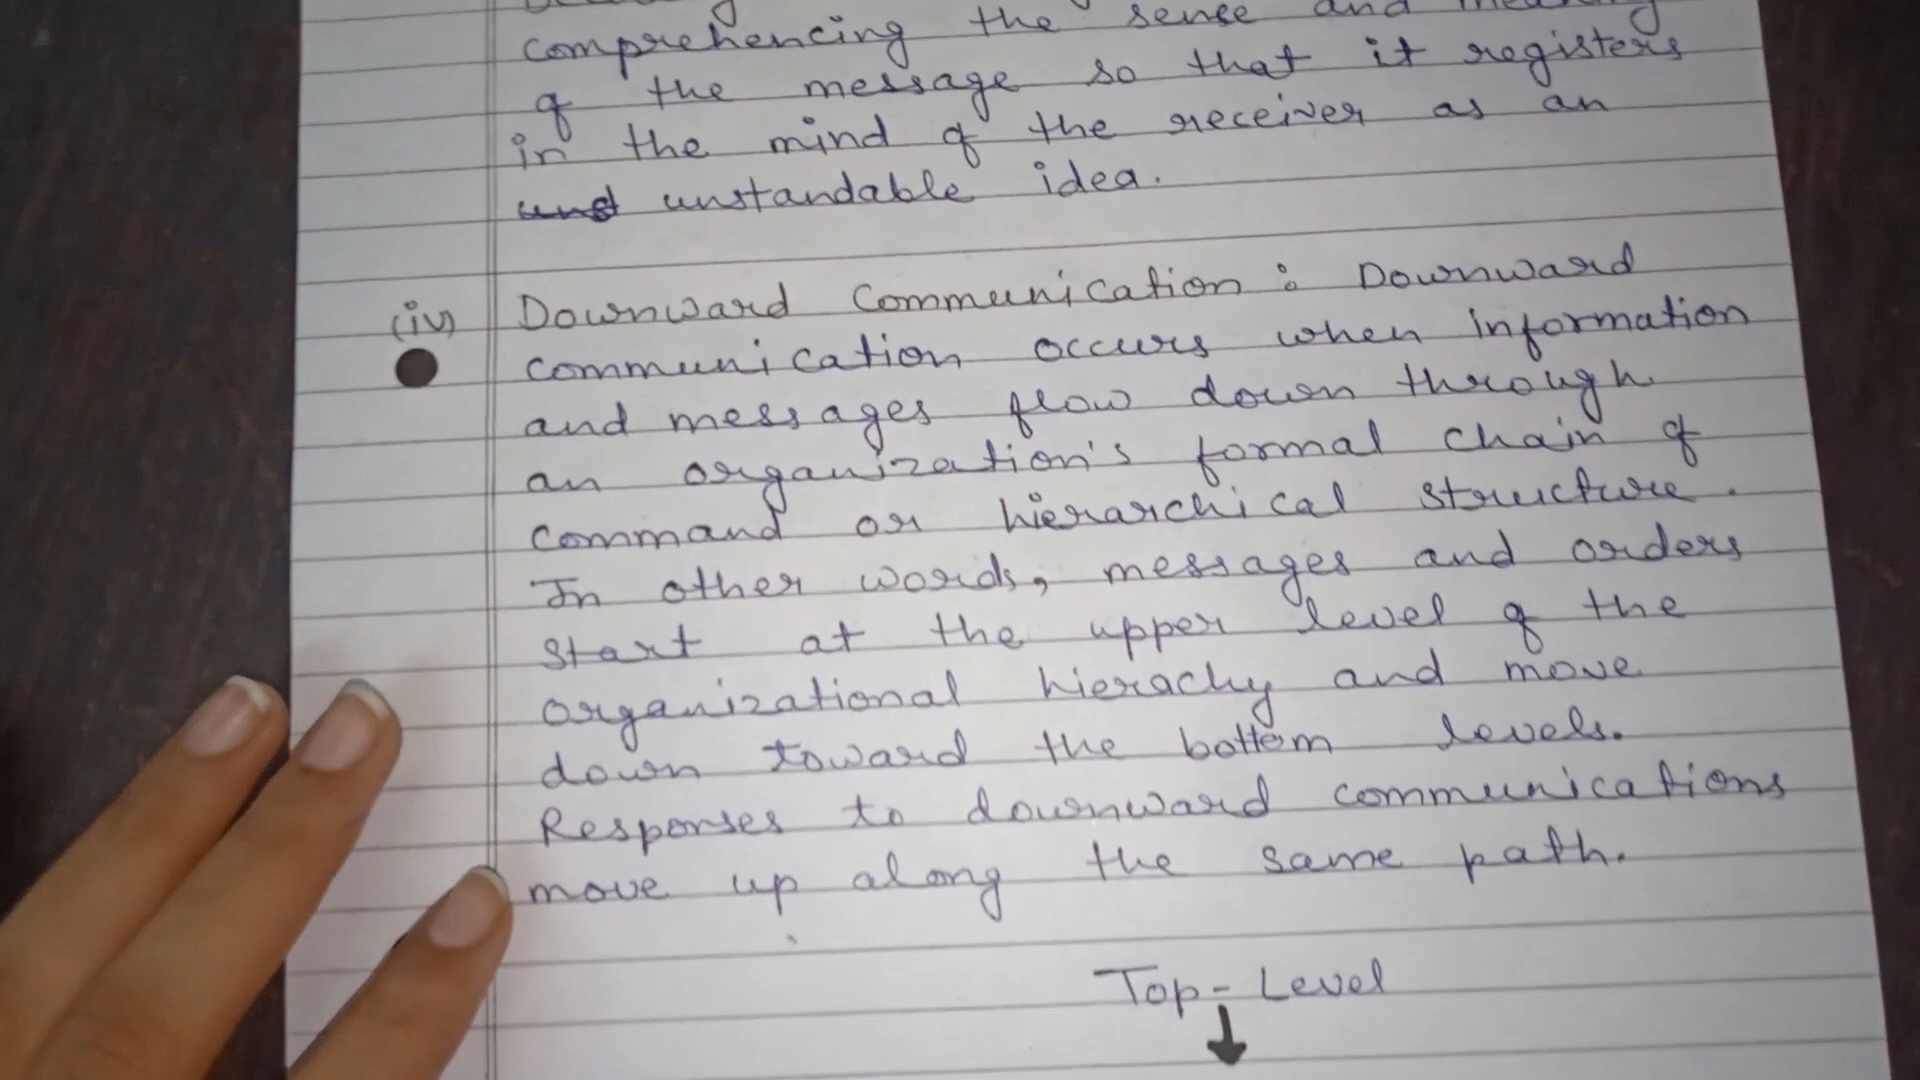 comprehencing the sense and
of the message so that it registers
in the mind of the receiver as an
unstandable idea.
(iv) Downward Communication : Downward
communication occurs when information
and messages flow down through
an organization's formal chain of
command or hierarchical structure.
In other words, messages and orders
start at the upper level of the
organizational hierachy and move
down toward the bottom levels.
Responses to downward communications
move up along the same path.
Top - Level